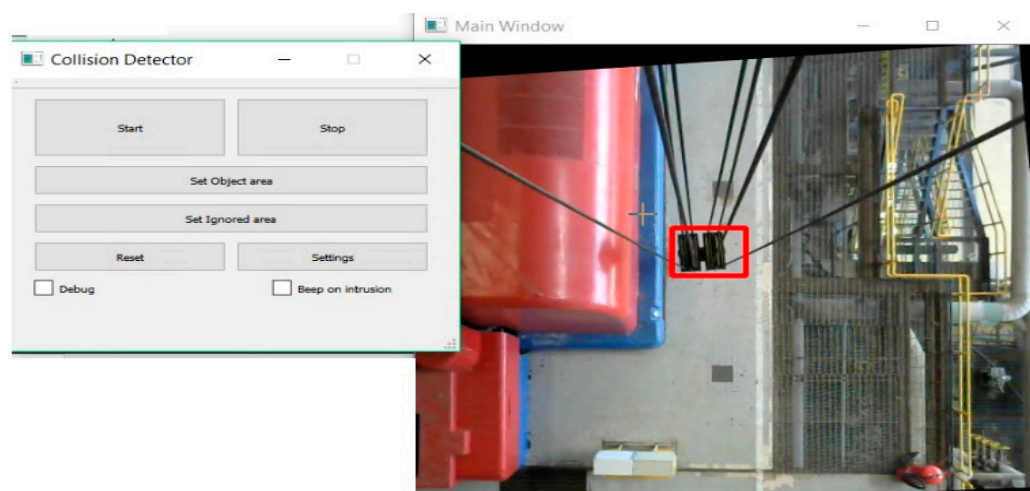 Main Window
Collision Detector
Start
Stop
Set Object area
Set Ignored area
Reset
Settings
Debug
Beep on intrusion